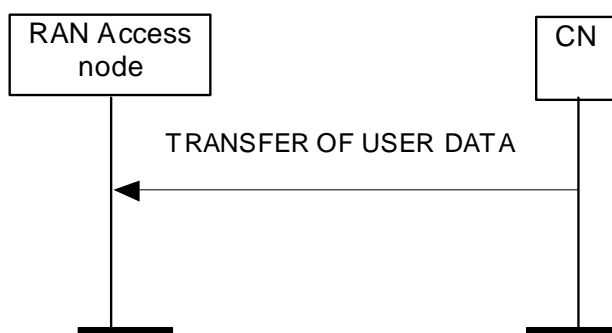 RAN Access
node
CN
TRANSFER OF USER DATA